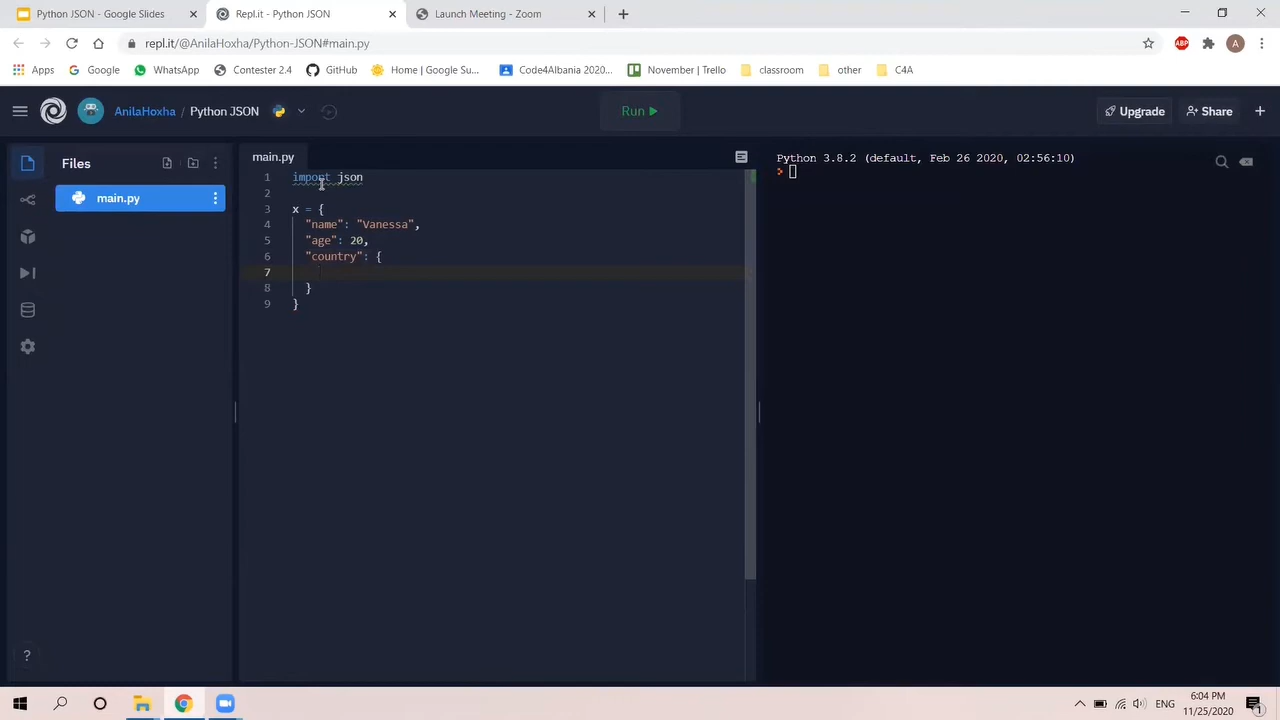 Python JSON - Google Slides
Repl.it - Python JSON
Launch Meeting - Zoom
repl.it/@AnilaHoxha/Python-JSON#main.py
ABP
A
Apps
Google
WhatsApp
Contester 2.4
GitHub
Home | Google Su...
Code4Albania 2020...
November | Trello
classroom
other
C4A
AnilaHoxha / Python JSON
Run
Upgrade
Share
Files
main.py
main.py
1 import json
2
3 x = {
4 "name": "Vanessa",
5 "age": 20,
6 "country": {
7
8 }
9 }
Python 3.8.2 (default, Feb 26 2020, 02:56:10)
?
ENG
6:04 PM
11/25/2020
1